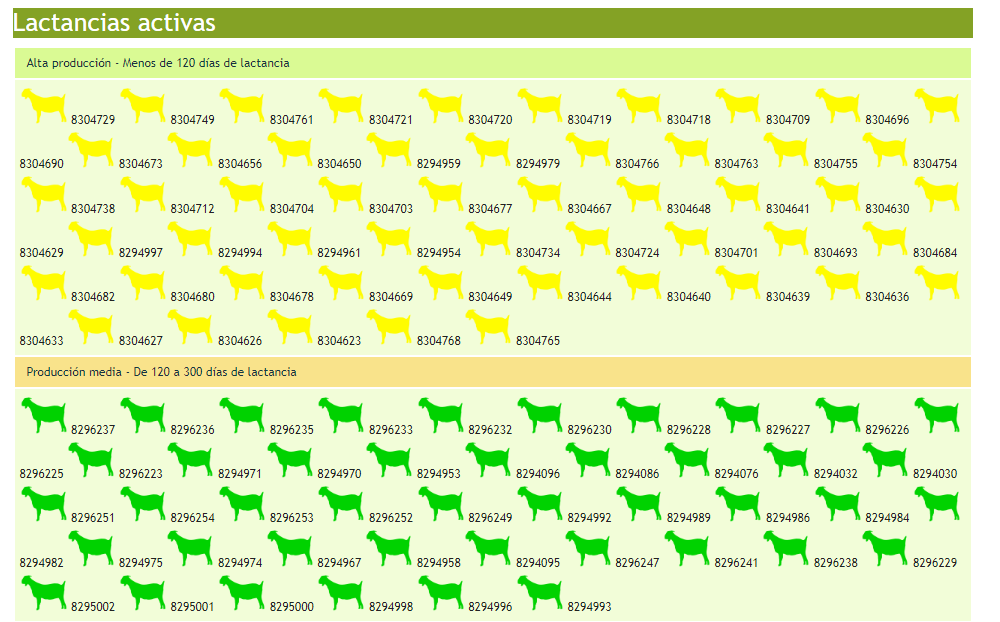 Lactancias activas
Alta producción - Menos de 120 días de lactancia
8304729 8304749 8304761 8304721 8304720 8304719 8304718 8304709 8304696
8304690 8304673 8304656 8304650 8294959 8294979 8304766 8304763 8304755 8304754
8304738 8304712 8304704 8304703 8304677 8304667 8304648 8304641 8304630
8304629 8294997 8294994 8294961 8294954 8304734 8304724 8304701 8304693 8304684
8304682 8304680 8304678 8304669 8304649 8304644 8304640 8304639 8304636
8304633 8304627 8304626 8304623 8304768 8304765
Producción media - De 120 a 300 días de lactancia
8296237 8296236 8296235 8296233 8296232 8296230 8296228 8296227 8296226
8296225 8296223 8294971 8294970 8294953 8294096 8294086 8294076 8294032 8294030
8296251 8296254 8296253 8296252 8296249 8294992 8294989 8294986 8294984
8294982 8294975 8294974 8294967 8294958 8294095 8296247 8296241 8296238 8296229
8295002 8295001 8295000 8294998 8294996 8294993